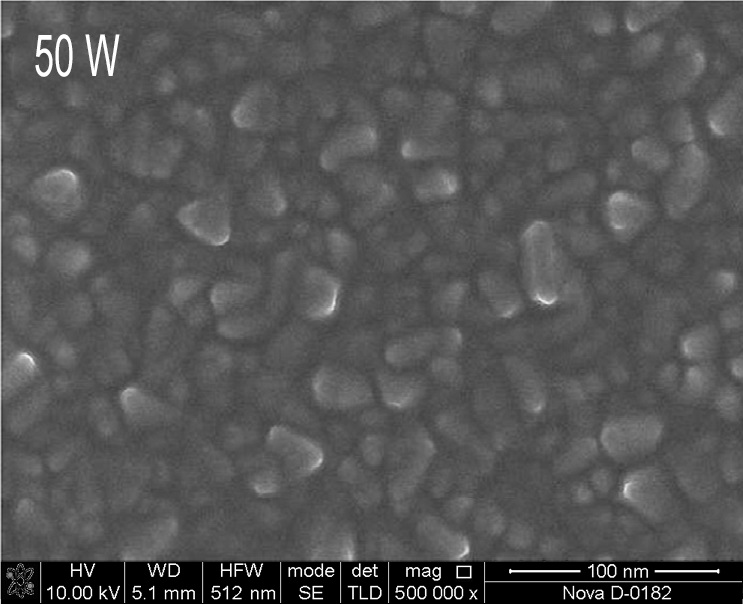 50 W
HV WD HFW mode det mag 100 nm
10.00 kV 5.1 mm 512 nm SE TLD 500 000 x Nova D-0182